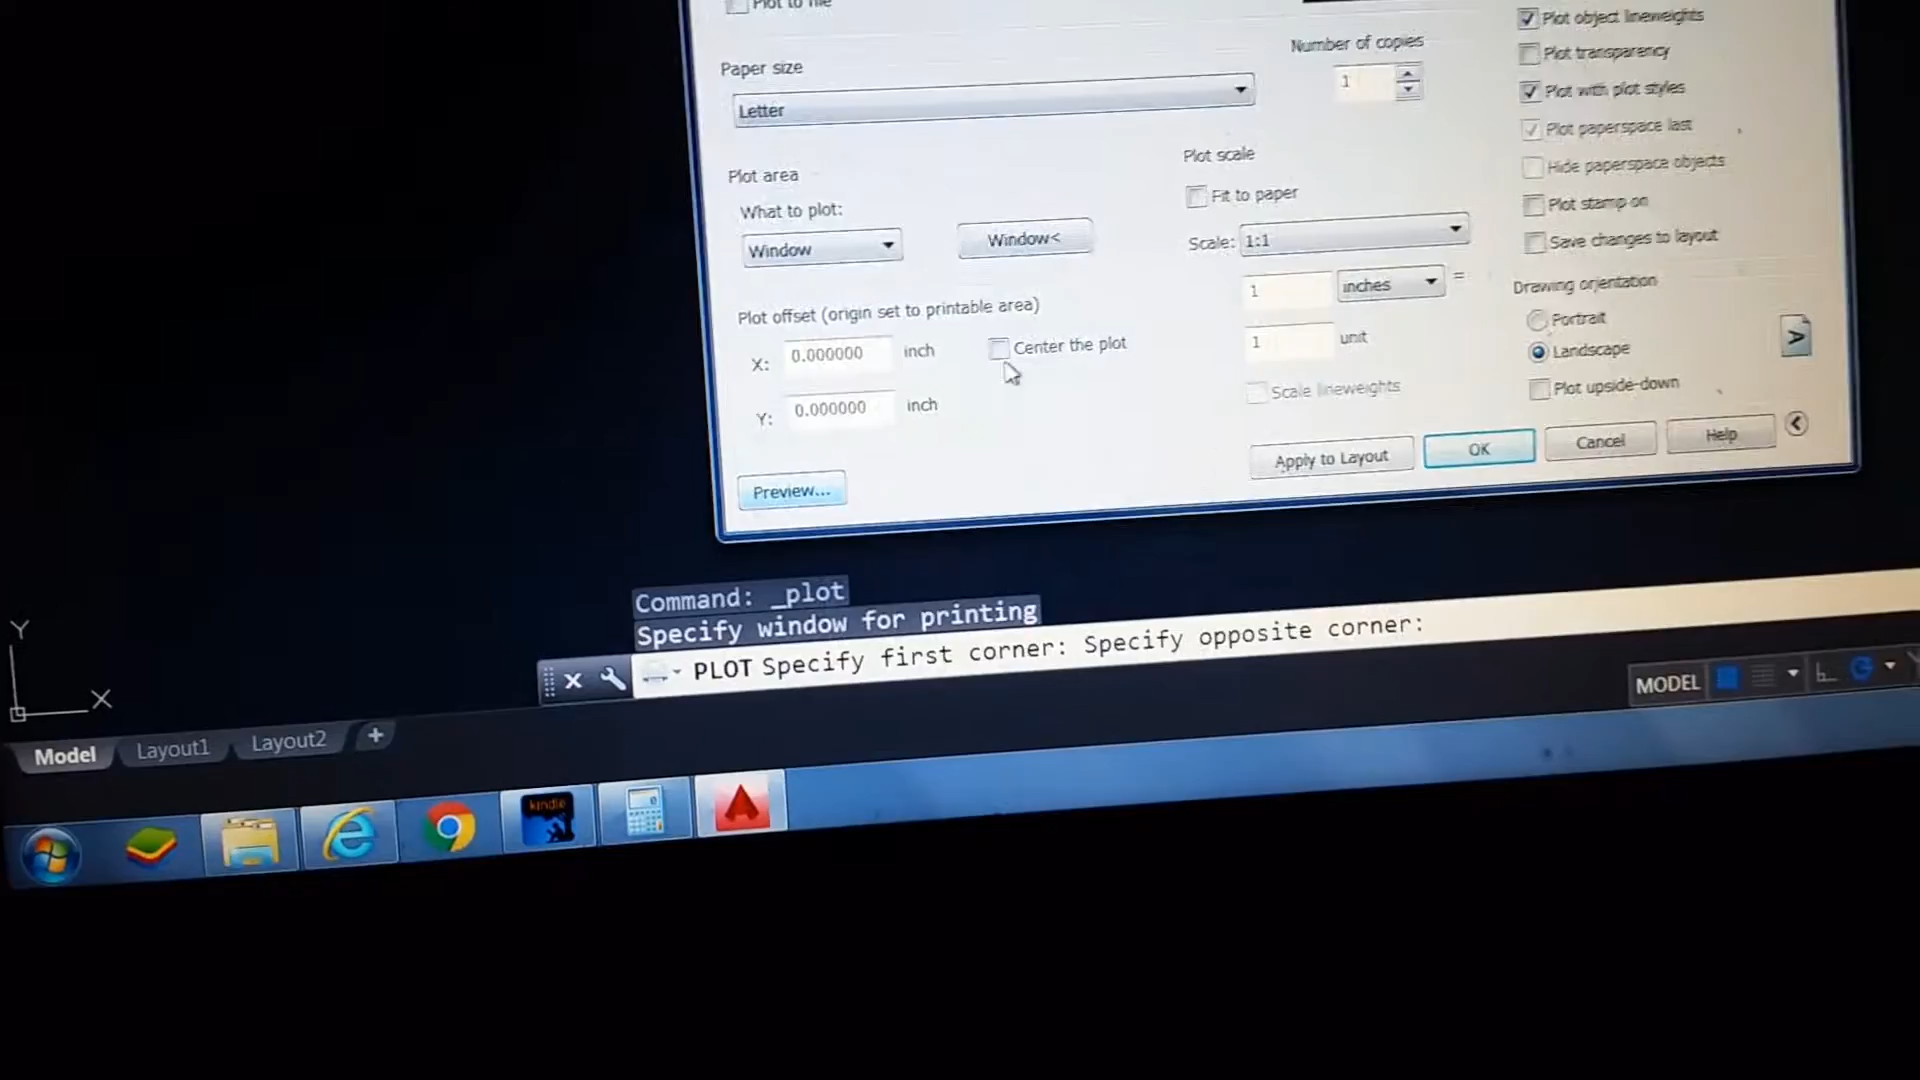 Plot to file
Paper size
Letter
Number of copies
1
Plot area
What to plot:
Window
Window<
Plot offset (origin set to printable area)
X: 0.000000 inch
Center the plot
Y: 0.000000 inch
Preview...
Plot scale
Fit to paper
Scale: 1:1
1 inches =
1 unit
Scale lineweights
Plot object lineweights
Plot transparency
Plot with plot styles
Plot paperspace last
Hide paperspace objects
Plot stamp on
Save changes to layout
Drawing orientation
Portrait
Landscape
Plot upside-down
A
Apply to Layout
OK
Cancel
Help
Command: _plot
Specify window for printing
PLOT Specify first corner: Specify opposite corner:
Y
X
MODEL
Model
Layout1
Layout2
+
kindle